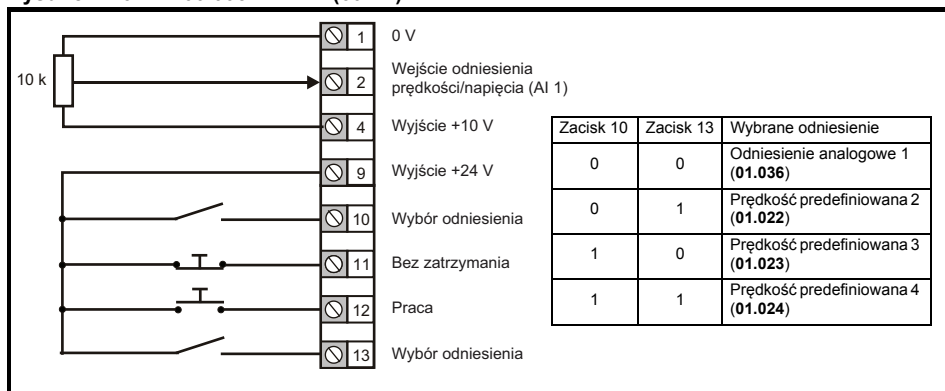 10 k
1 0 V
2 Wejście odniesienia
prędkości/napięcia (AI 1)
4 Wyjście +10 V
9 Wyjście +24 V
10 Wybór odniesienia
11 Bez zatrzymania
12 Praca
13 Wybór odniesienia
Zacisk 10 Zacisk 13 Wybrane odniesienie
0 0 Odniesienie analogowe 1
(01.036)
0 1 Prędkość predefiniowana 2
(01.022)
1 0 Prędkość predefiniowana 3
(01.023)
1 1 Prędkość predefiniowana 4
(01.024)